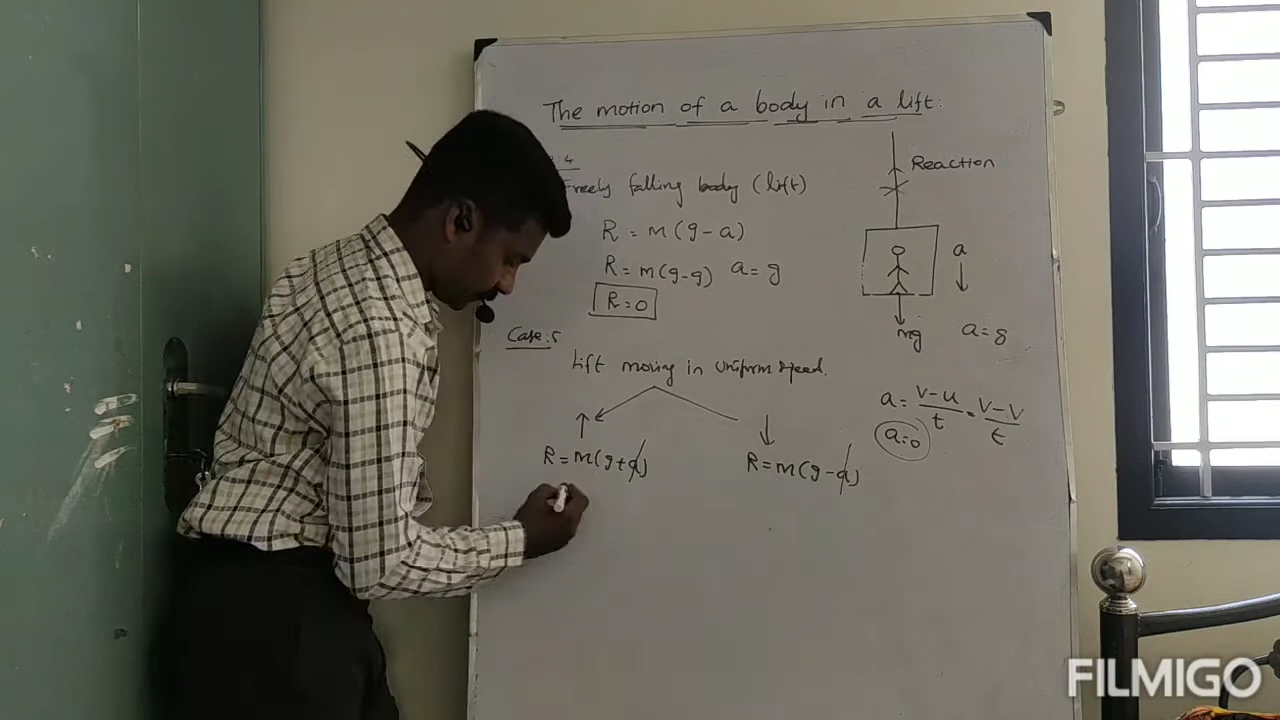 The motion of a body in a lift:
4
Freely falling body (lift)
R = m(g-a)
R = m(g-g) a = g
R = 0
Reaction
a
mg
a = g
Case: 5
Lift moving in uniform speed.
R = m(g+a)
R = m(g-a)
a = v-u/t = v-v/t
a=0
FILMIGO